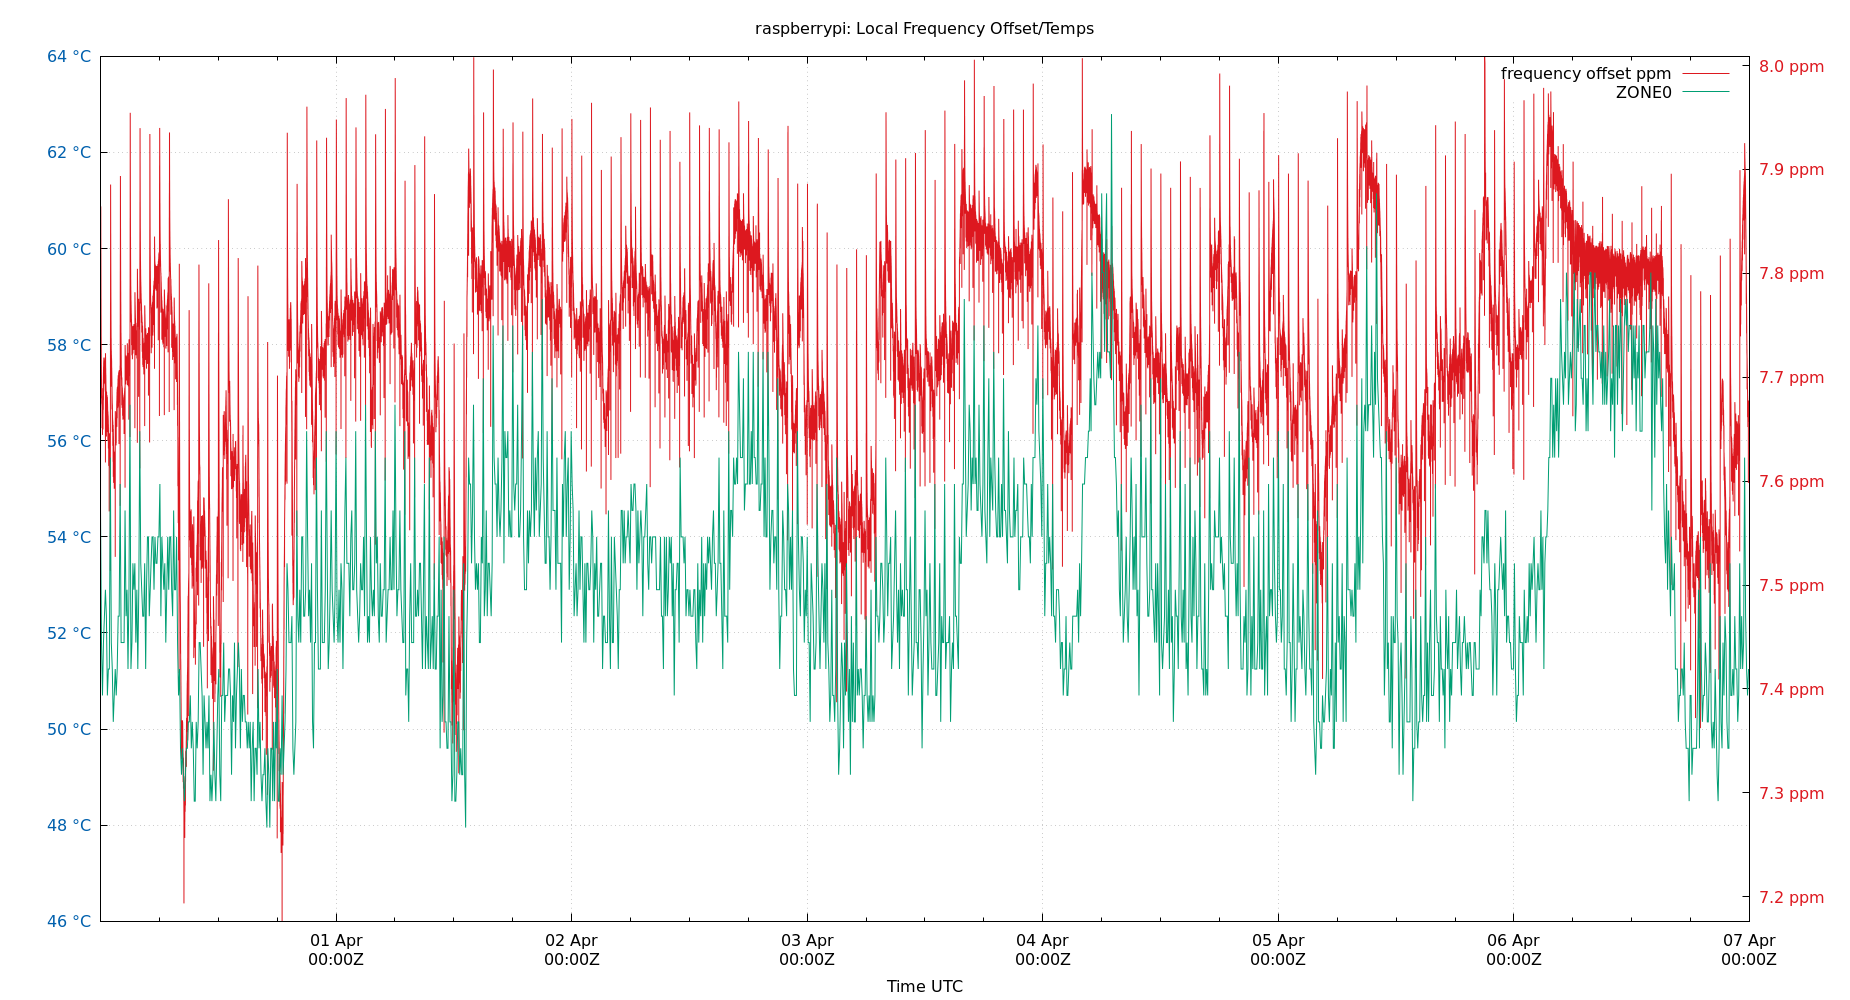 raspberrypi: Local Frequency Offset/Temps
64 °C
62 °C
60 °C
58 °C
56 °C
54 °C
52 °C
50 °C
48 °C
46 °C
8.0 ppm
7.9 ppm
7.8 ppm
7.7 ppm
7.6 ppm
7.5 ppm
7.4 ppm
7.3 ppm
7.2 ppm
frequency offset ppm
ZONE0
01 Apr
00:00Z
02 Apr
00:00Z
03 Apr
00:00Z
04 Apr
00:00Z
05 Apr
00:00Z
06 Apr
00:00Z
07 Apr
00:00Z
Time UTC